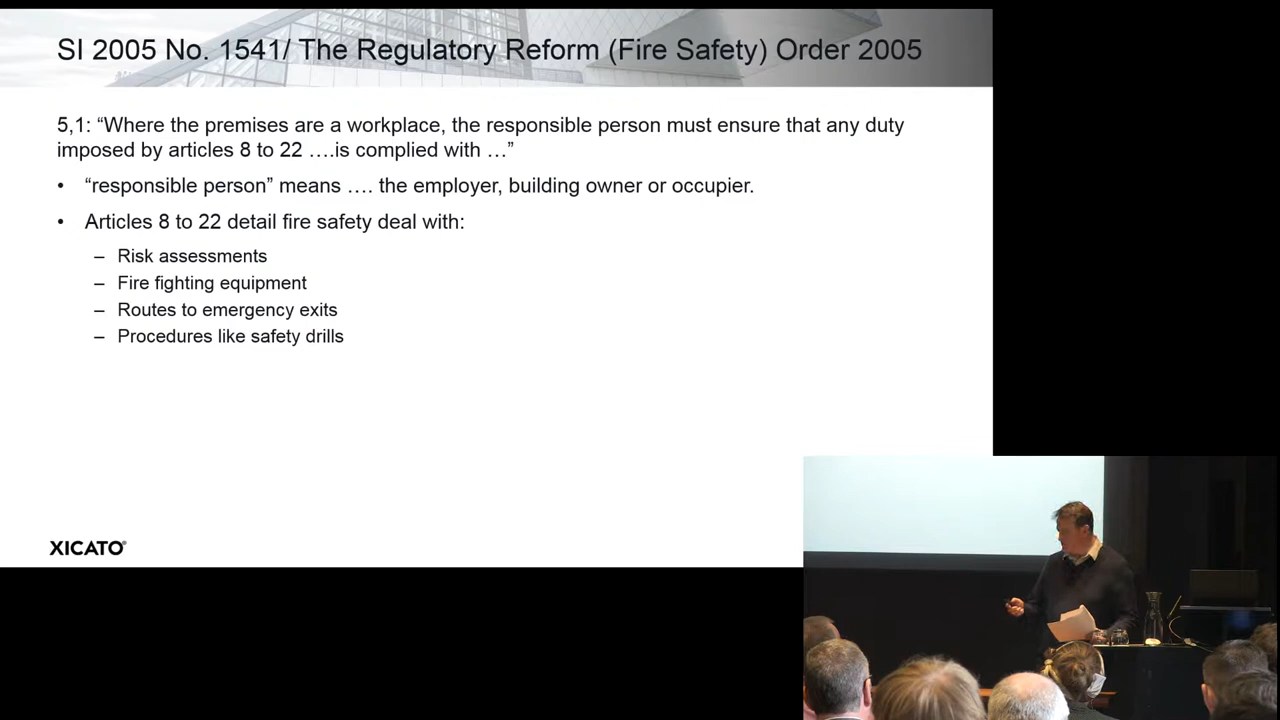 SI 2005 No. 1541/ The Regulatory Reform (Fire Safety) Order 2005
5,1: “Where the premises are a workplace, the responsible person must ensure that any duty
imposed by articles 8 to 22 ….is complied with …”
• “responsible person” means …. the employer, building owner or occupier.
• Articles 8 to 22 detail fire safety deal with:
– Risk assessments
– Fire fighting equipment
– Routes to emergency exits
– Procedures like safety drills
XICATO®